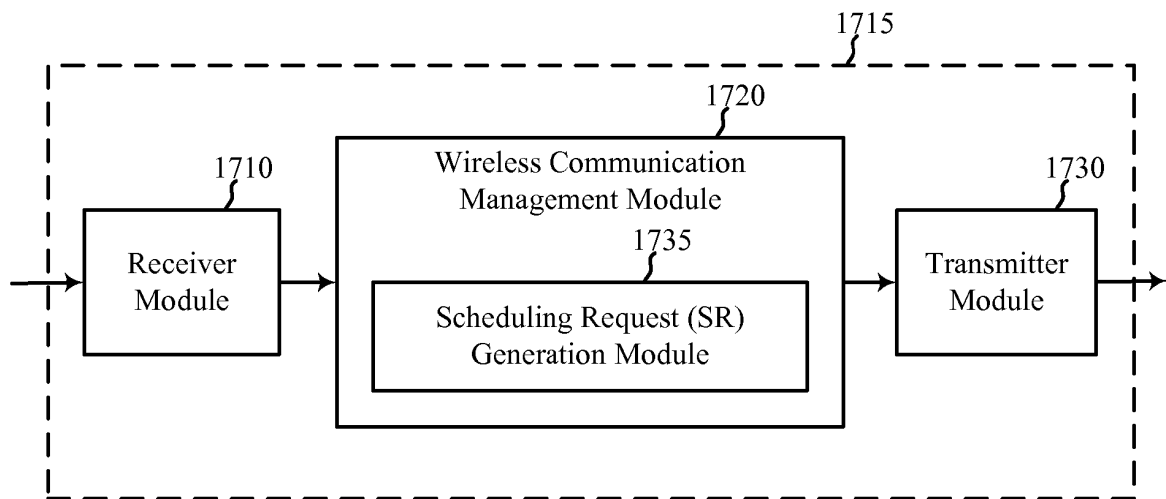 1715
1720
Wireless Communication
Management Module
1710
1730
Receiver
Module
1735
Transmitter
Module
Scheduling Request (SR)
Generation Module